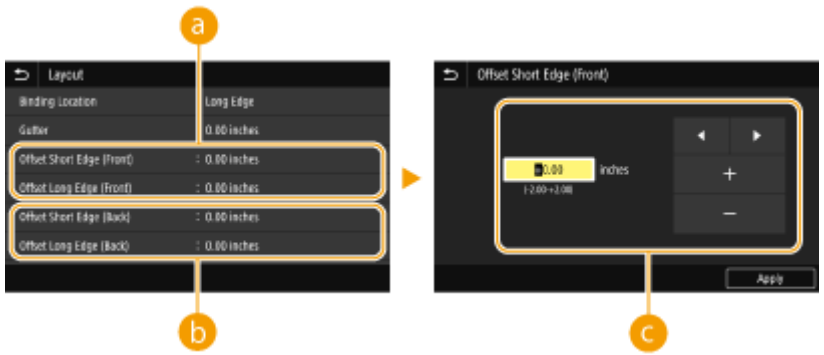 a
Layout
Binding Location Long Edge
Gutter 0.00 inches
Offset Short Edge (Front) : 0.00 inches
Offset Long Edge (Front) : 0.00 inches
Offset Short Edge (Back) : 0.00 inches
Offset Long Edge (Back) : 0.00 inches
b
Offset Short Edge (Front)
+0.00 inches
(-2.00-+2.00)
+
−
Apply
c